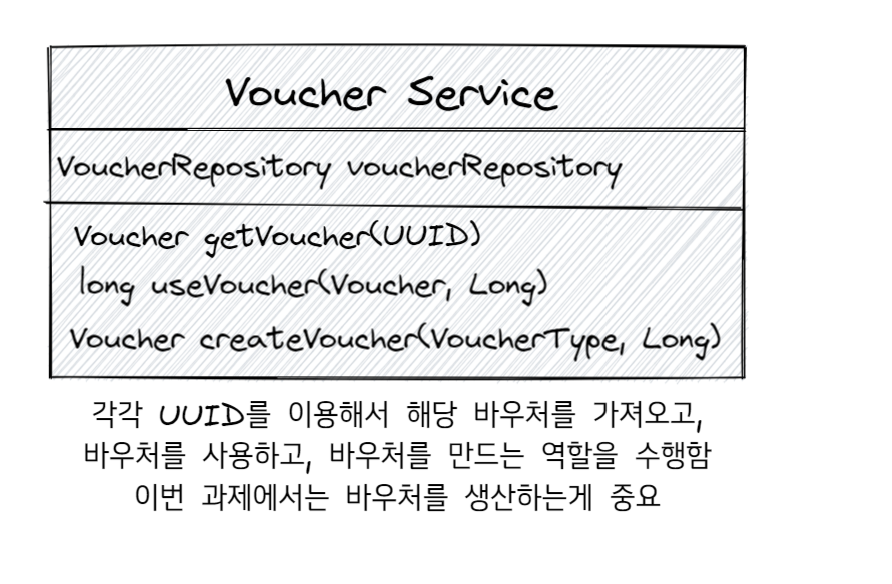 Voucher Service
VoucherRepository voucherRepository
Voucher getVoucher(UUID)
long useVoucher(Voucher, Long)
Voucher createVoucher(VoucherType, Long)
각각 UUID를 이용해서 해당 바우처를 가져오고,
바우처를 사용하고, 바우처를 만드는 역할을 수행함
이번 과제에서는 바우처를 생산하는게 중요